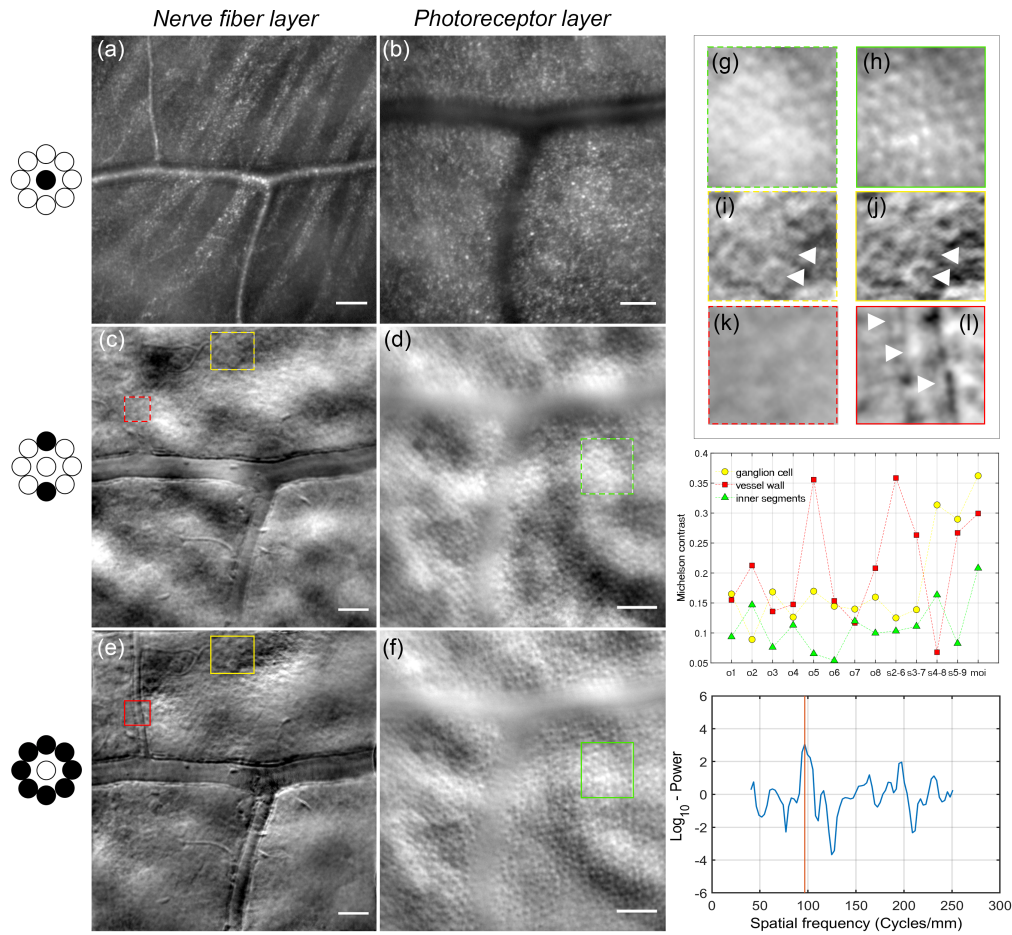 Nerve fiber layer
Photoreceptor layer
(a)
(b)
(c)
(d)
(e)
(f)
(g)
(h)
(i)
(j)
(k)
(l)
0.4
0.35
0.3
0.25
0.2
0.15
0.1
0.05
Michelson contrast
ganglion cell
vessel wall
inner segments
o1 o2 o3 o4 o5 o6 o7 o8 s2-6 s3-7 s4-8 s5-9 moi
6
4
2
0
-2
-4
-6
Log10 - Power
0 50 100 150 200 250 300
Spatial frequency (Cycles/mm)